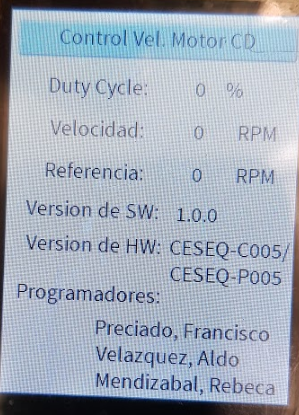 Control Vel. Motor CD
Duty Cycle: 0 %
Velocidad: 0 RPM
Referencia: 0 RPM
Version de SW: 1.0.0
Version de HW: CESEQ-C005/
CESEQ-P005
Programadores:
Preciado, Francisco
Velazquez, Aldo
Mendizabal, Rebeca